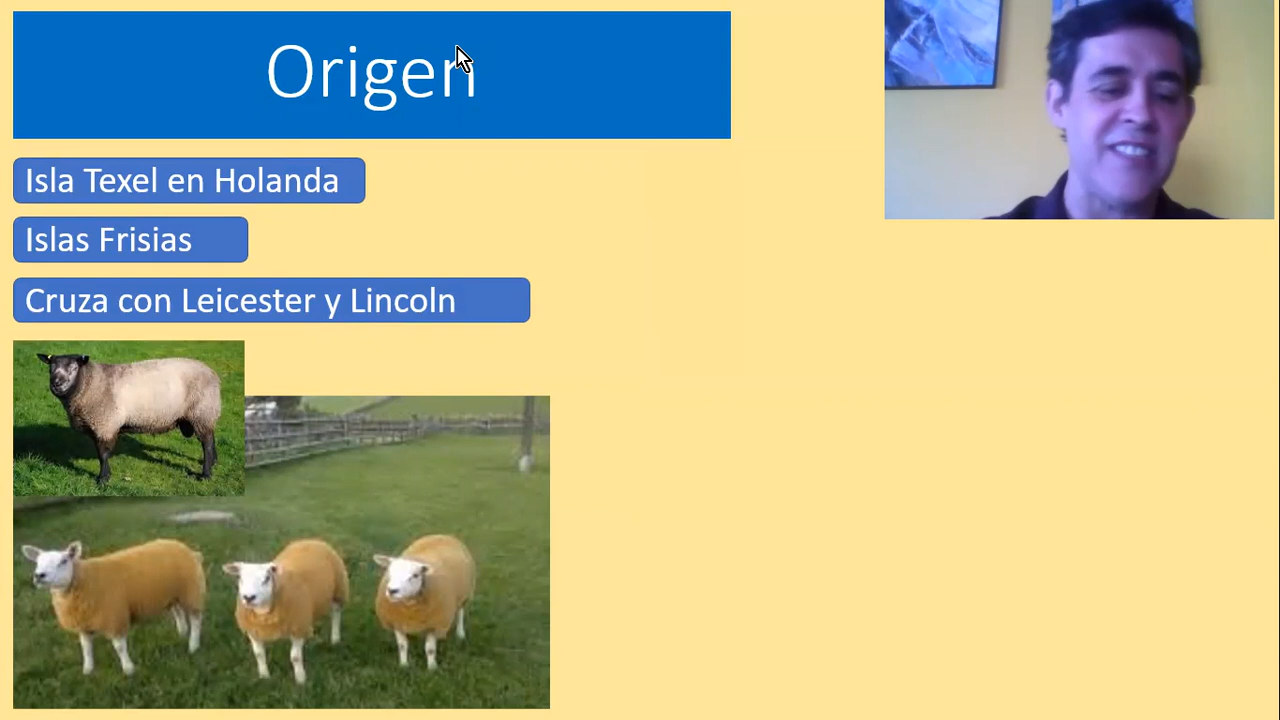 Origen
Isla Texel en Holanda
Islas Frisias
Cruza con Leicester y Lincoln